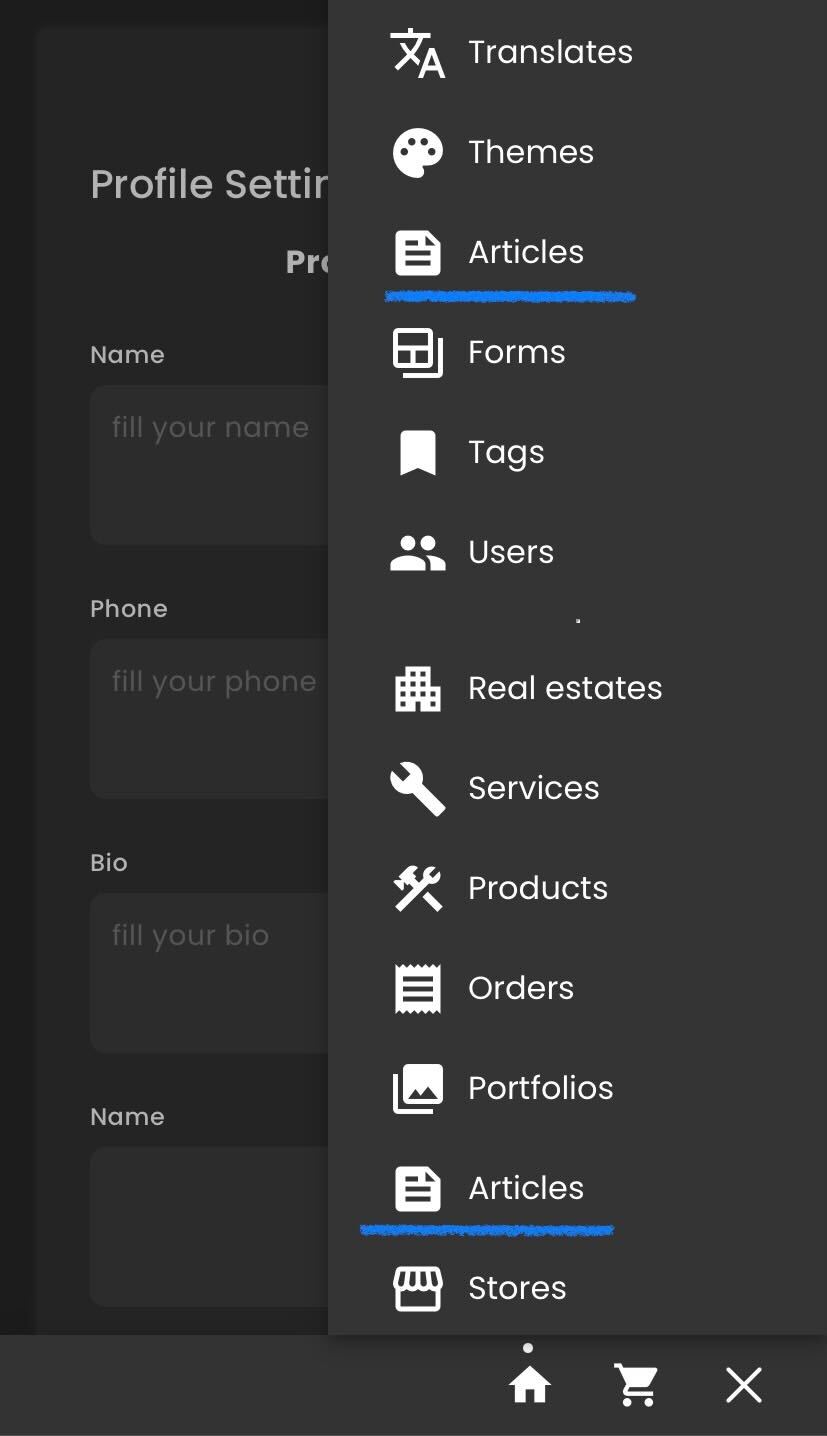 Translates
Themes
Profile Settin
Articles
Pro
Name
Forms
fill your name
Tags
Users
Phone
fill your phone
Real estates
Services
Bio
Products
fill your bio
Orders
Portfolios
Name
Articles
Stores